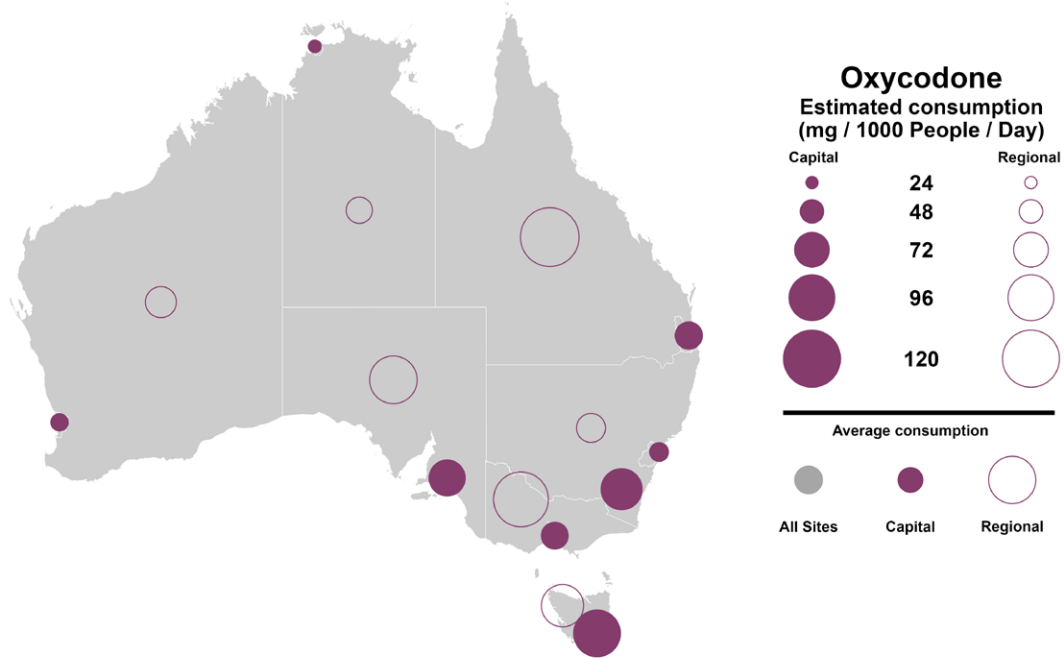 Oxycodone
Estimated consumption
(mg / 1000 People / Day)
Capital Regional
24
48
72
96
120
Average consumption
All Sites Capital Regional